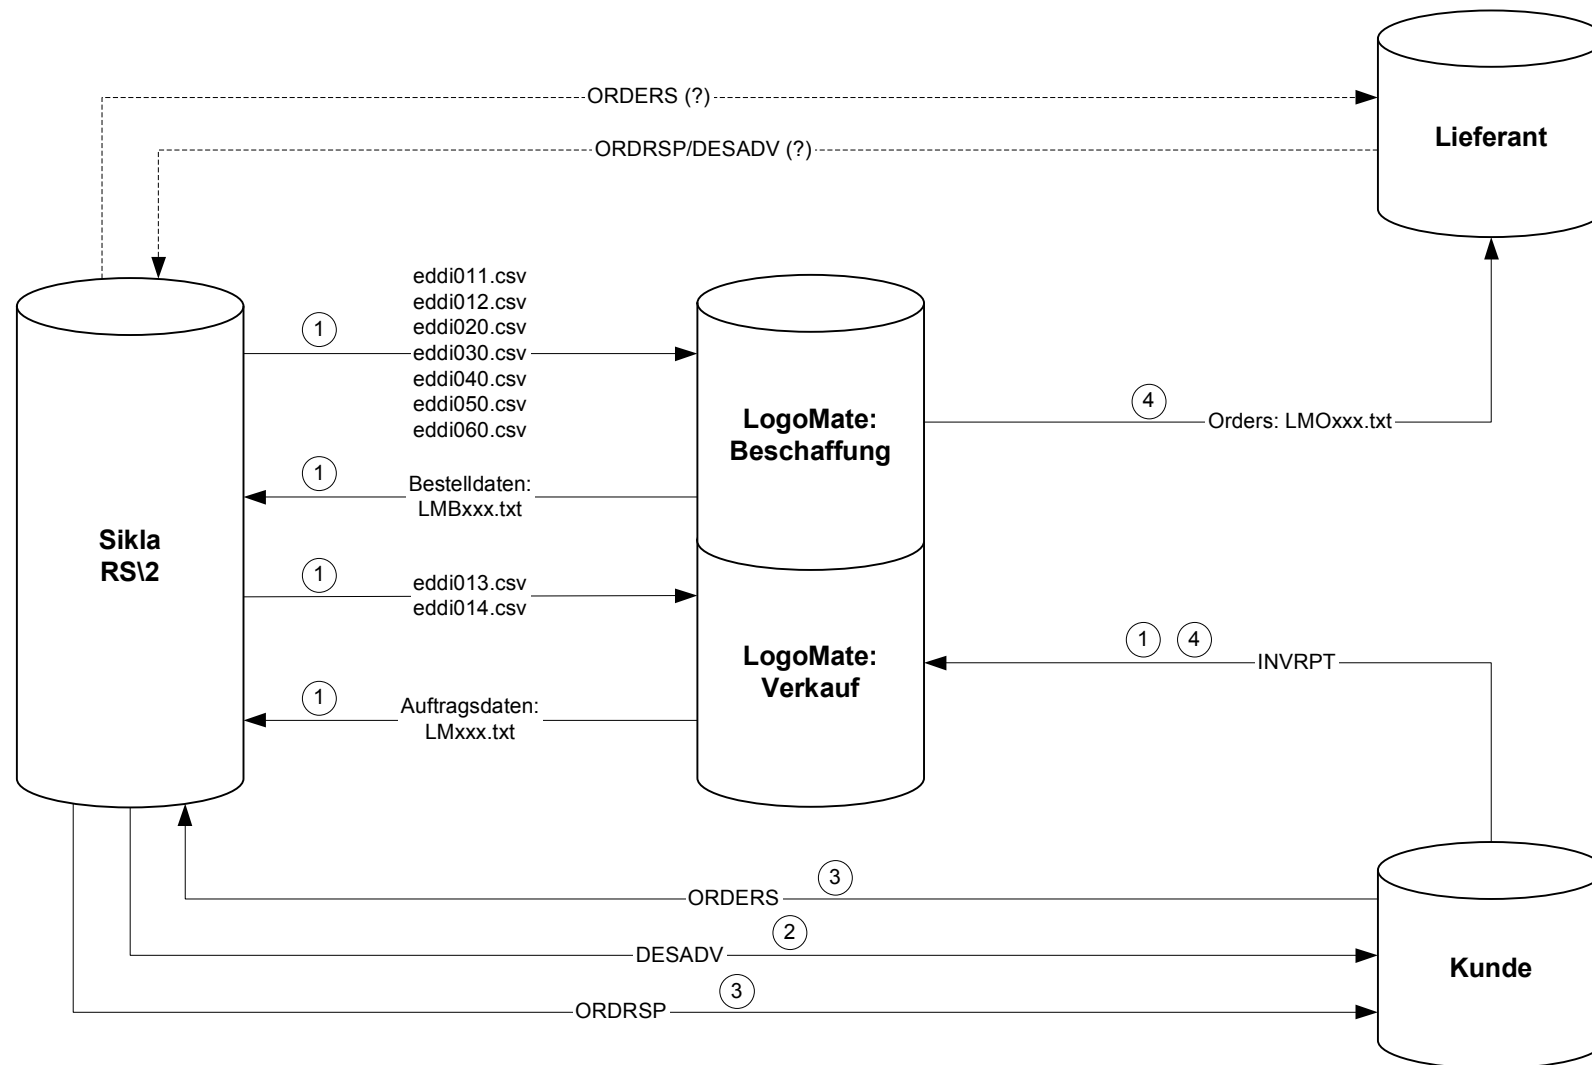 ORDERS (?)
Lieferant
ORDRSP/DESADV (?)
eddi011.csv
eddi012.csv
eddi020.csv
1
eddi030.csv
eddi040.csv
eddi050.csv
eddi060.csv
LogoMate:
Beschaffung
4
Orders: LMOxxx.txt
1
Bestelldaten:
LMBxxx.txt
Sikla
RS\2
1
eddi013.csv
eddi014.csv
LogoMate:
Verkauf
1
4
INVRPT
1
Auftragsdaten:
LMxxx.txt
ORDERS
3
DESADV
2
Kunde
ORDRSP
3